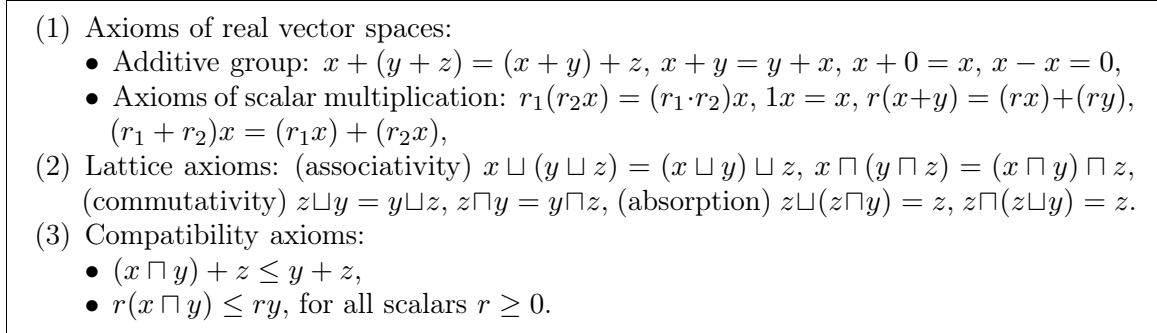 (1) Axioms of real vector spaces:
• Additive group: x + (y + z) = (x + y) + z, x + y = y + x, x + 0 = x, x − x = 0,
• Axioms of scalar multiplication: r₁(r₂x) = (r₁·r₂)x, 1x = x, r(x+y) = (rx)+(ry),
(r₁ + r₂)x = (r₁x) + (r₂x),
(2) Lattice axioms: (associativity) x ⊔ (y ⊔ z) = (x ⊔ y) ⊔ z, x ⊓ (y ⊓ z) = (x ⊓ y) ⊓ z,
(commutativity) z⊔y = y⊔z, z⊓y = y⊓z, (absorption) z⊔(z⊓y) = z, z⊓(z⊔y) = z.
(3) Compatibility axioms:
• (x ⊓ y) + z ≤ y + z,
• r(x ⊓ y) ≤ ry, for all scalars r ≥ 0.